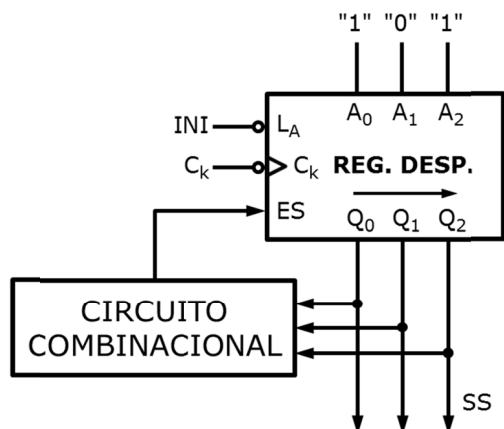 "1" "0" "1"
INI L_A A_0 A_1 A_2
C_k C_k REG. DESP.
ES Q_0 Q_1 Q_2
CIRCUITO
COMBINACIONAL
SS